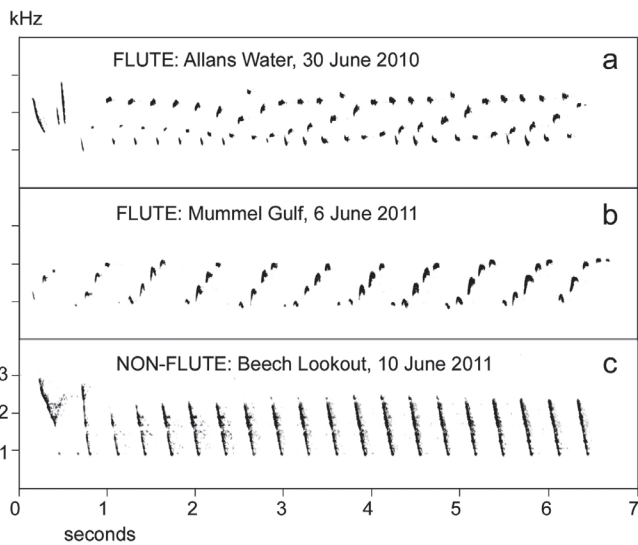 kHz
FLUTE: Allans Water, 30 June 2010 a
FLUTE: Mummel Gulf, 6 June 2011 b
NON-FLUTE: Beech Lookout, 10 June 2011 c
3
2
1
0 1 2 3 4 5 6 7
seconds